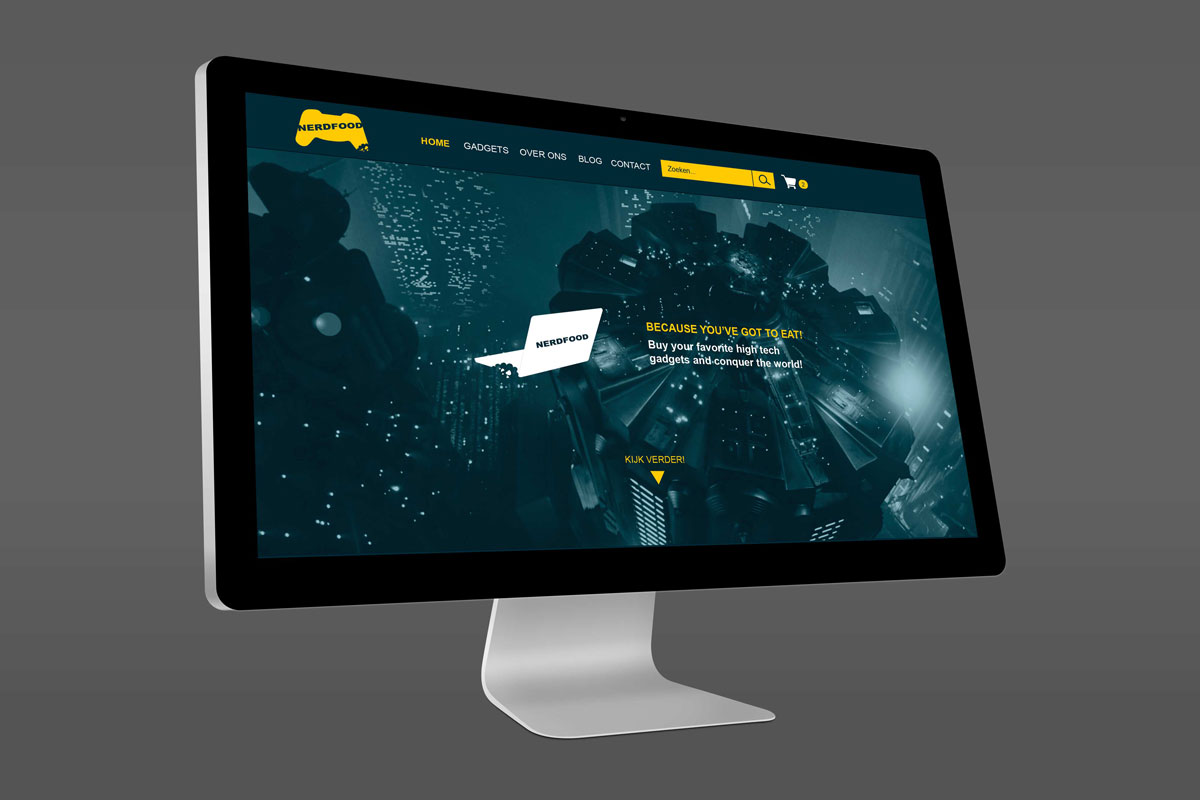 NERDFOOD
HOME GADGETS OVER ONS BLOG CONTACT
Zoeken...
NERDFOOD
BECAUSE YOU'VE GOT TO EAT!
Buy your favorite high tech
gadgets and conquer the world!
KIJK VERDER!